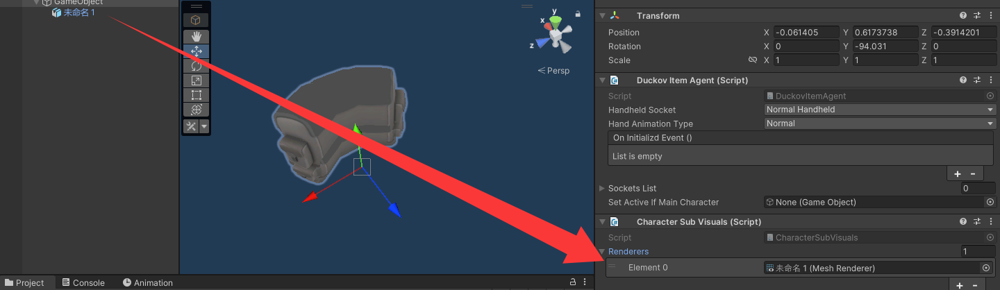 GameObject
未命名 1
y
x
z
Persp
Transform
Position X -0.061405 Y 0.6173738 Z -0.3914201
Rotation X 0 Y -94.031 Z 0
Scale X 1 Y 1 Z 1
Duckov Item Agent (Script)
Script DuckovItemAgent
Handheld Socket Normal Handheld
Hand Animation Type Normal
On Initializd Event ()
List is empty
+ -
Sockets List 0
Set Active If Main Character None (Game Object)
Character Sub Visuals (Script)
Script CharacterSubVisuals
Renderers 1
Element 0 未命名 1 (Mesh Renderer)
+ -
Project Console Animation